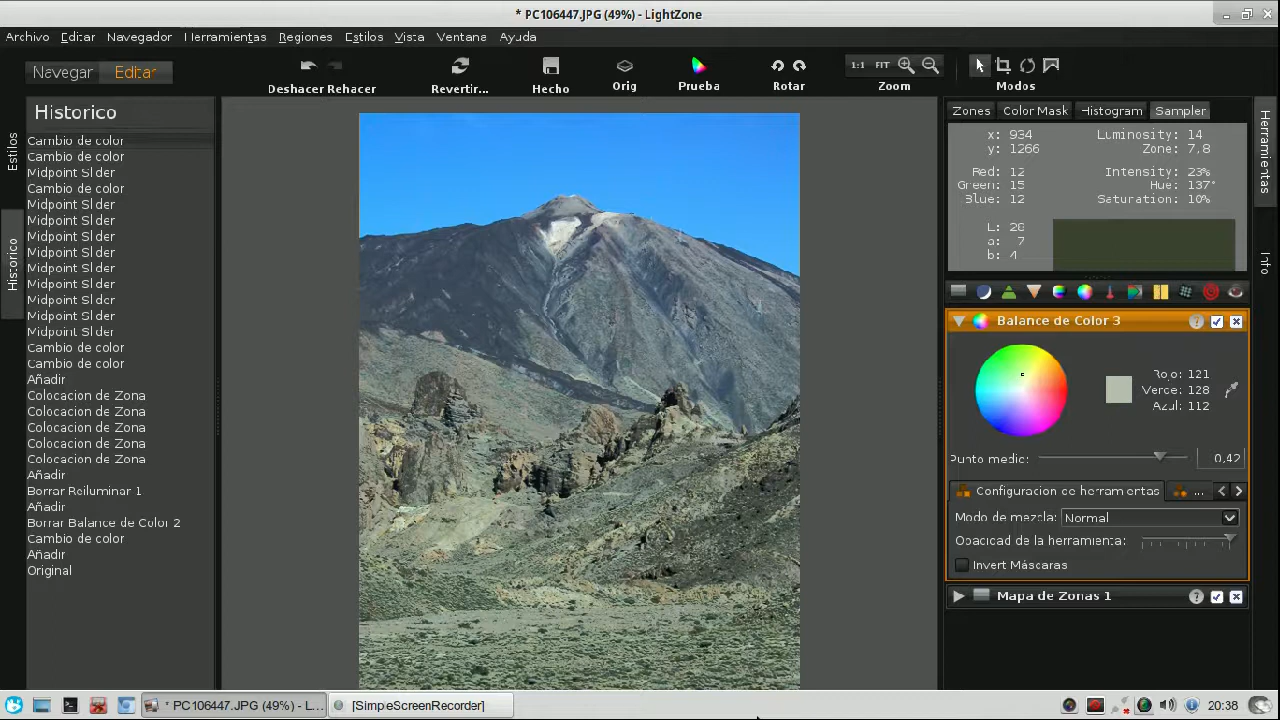 * PC106447.JPG (49%) - LightZone
Archivo Editar Navegador Herramientas Regiones Estilos Vista Ventana Ayuda
Navegar Editar
Deshacer Rehacer Revertir... Hecho Orig Prueba Rotar
1:1 FIT
Zoom
Modos
Estilos
Historico
Historico
Cambio de color
Cambio de color
Midpoint Slider
Cambio de color
Midpoint Slider
Midpoint Slider
Midpoint Slider
Midpoint Slider
Midpoint Slider
Midpoint Slider
Midpoint Slider
Midpoint Slider
Midpoint Slider
Cambio de color
Cambio de color
Añadir
Colocacion de Zona
Colocacion de Zona
Colocacion de Zona
Colocacion de Zona
Colocacion de Zona
Añadir
Borrar Reiluminar 1
Añadir
Borrar Balance de Color 2
Cambio de color
Añadir
Original
Zones Color Mask Histogram Sampler
x: 934 Luminosity: 14
y: 1266 Zone: 7,8
Red: 12 Intensity: 23%
Green: 15 Hue: 137°
Blue: 12 Saturation: 10%
L: 28
a: 7
b: 4
Herramientas
Info
Balance de Color 3
Rojo: 121
Verde: 128
Azul: 112
Punto medio: 0,42
Configuracion de herramientas ...
Modo de mezcla: Normal
Opacidad de la herramienta:
Invert Máscaras
Mapa de Zonas 1
* PC106447.JPG (49%) - L...
[SimpleScreenRecorder]
20:38